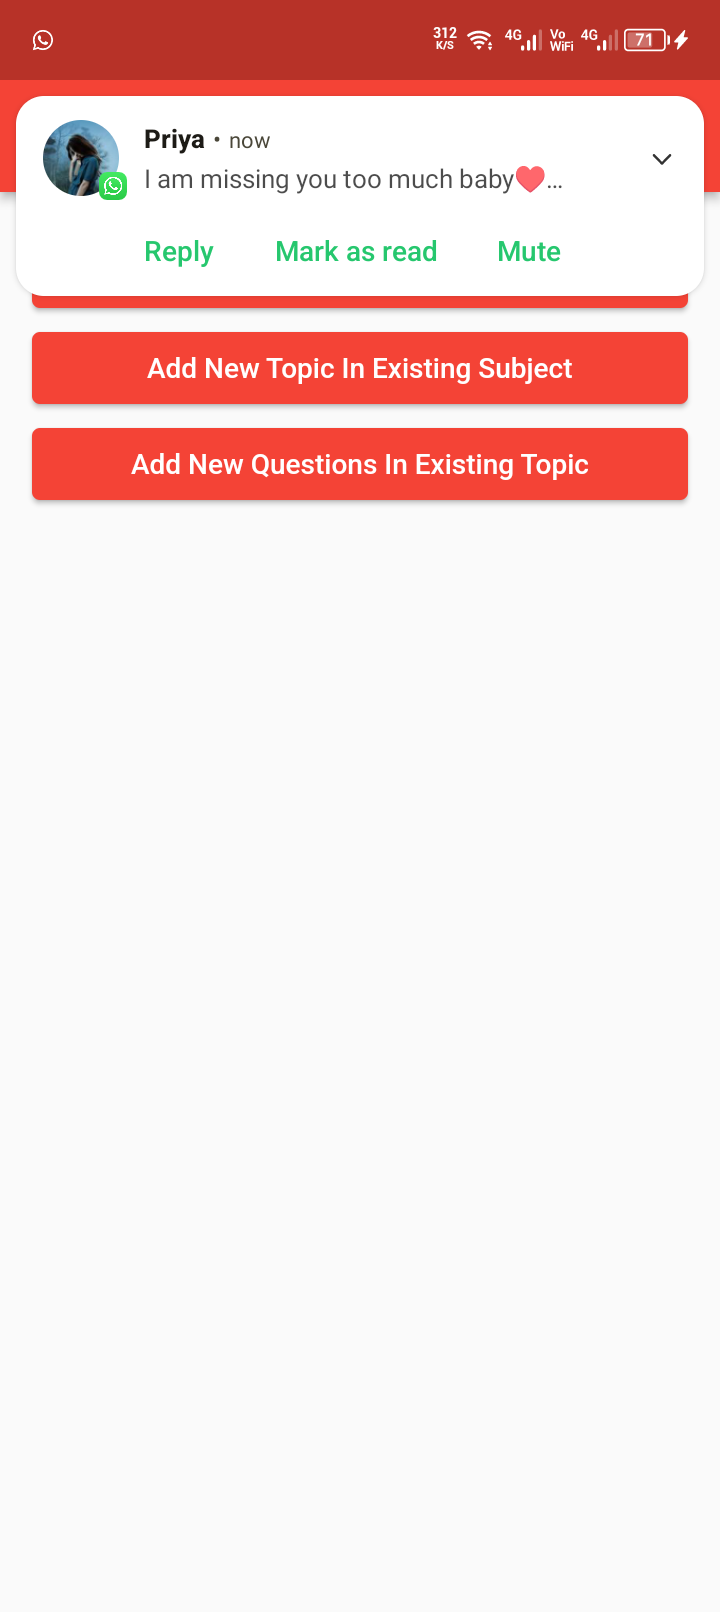 312
K/S
4G
Vo
WiFi
4G
71
Priya • now
I am missing you too much baby❤️...
Reply Mark as read Mute
Add New Topic In Existing Subject
Add New Questions In Existing Topic